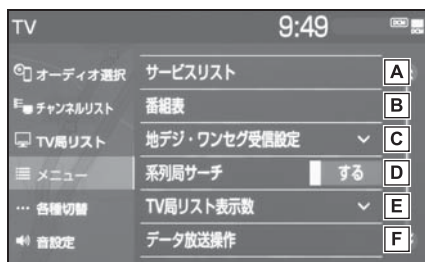 TV
9:49
オーディオ選択
サービスリスト
A
チャンネルリスト
番組表
B
TV局リスト
地デジ・ワンセグ受信設定
C
メニュー
系列局サーチ
する
D
各種切替
TV局リスト表示数
E
音設定
データ放送操作
F